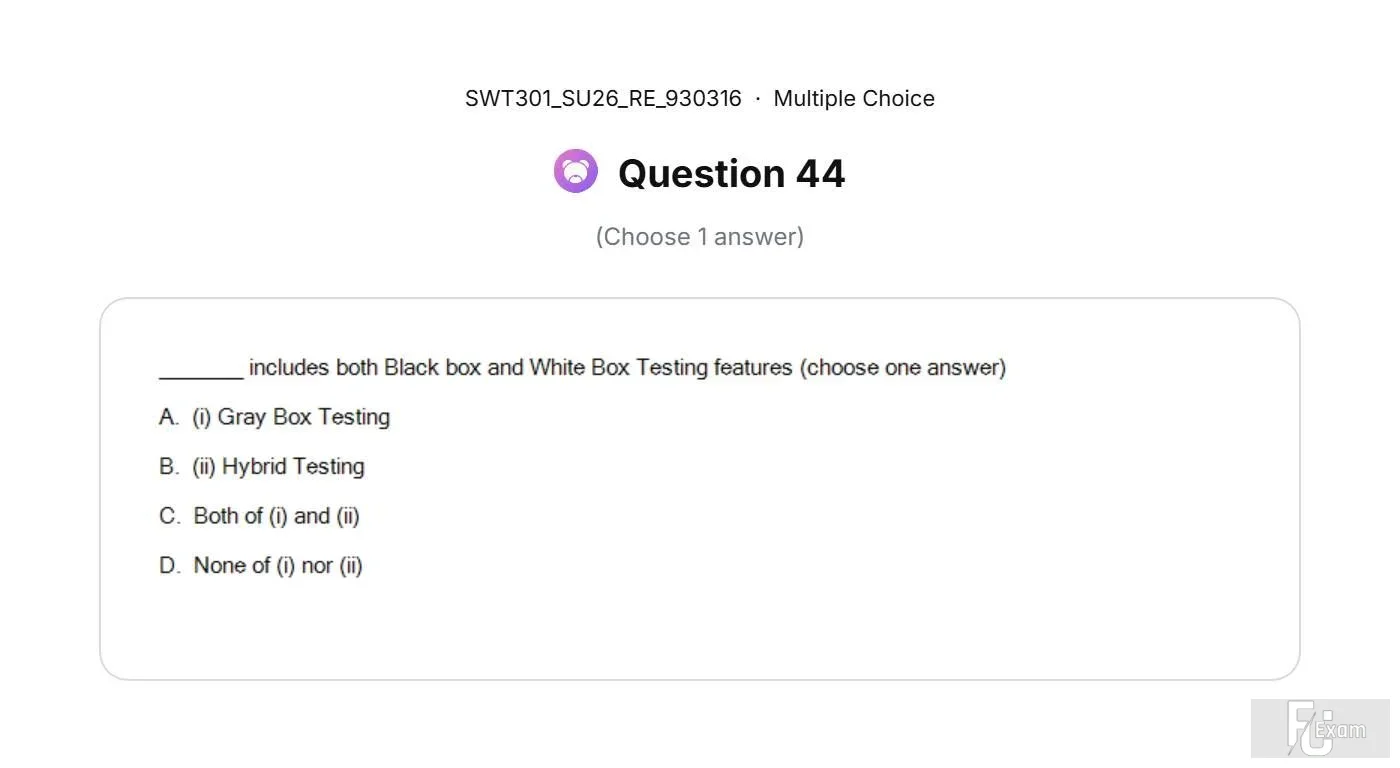 SWT301_SU26_RE_930316 · Multiple Choice
Question 44
(Choose 1 answer)
_______ includes both Black box and White Box Testing features (choose one answer)
A. (i) Gray Box Testing
B. (ii) Hybrid Testing
C. Both of (i) and (ii)
D. None of (i) nor (ii)
Exam